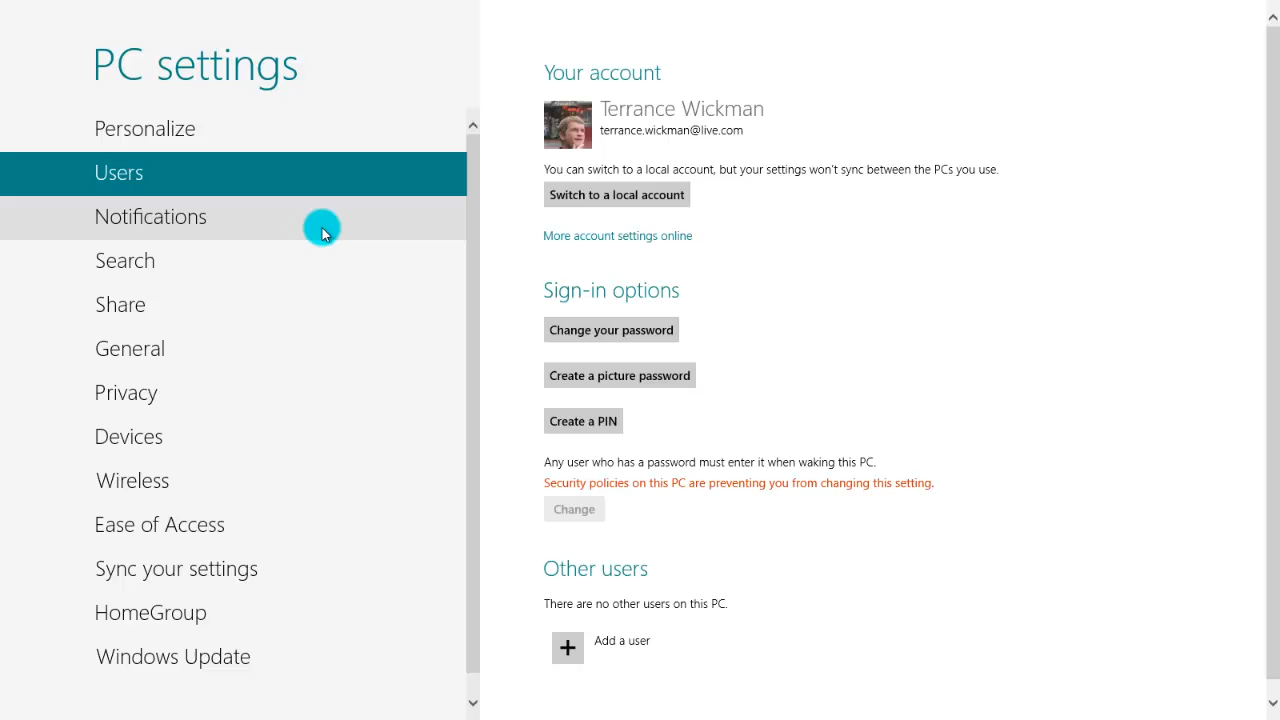 PC settings
Personalize
Users
Notifications
Search
Share
General
Privacy
Devices
Wireless
Ease of Access
Sync your settings
HomeGroup
Windows Update
Your account
Terrance Wickman
terrance.wickman@live.com
You can switch to a local account, but your settings won't sync between the PCs you use.
Switch to a local account
More account settings online
Sign-in options
Change your password
Create a picture password
Create a PIN
Any user who has a password must enter it when waking this PC.
Security policies on this PC are preventing you from changing this setting.
Change
Other users
There are no other users on this PC.
Add a user